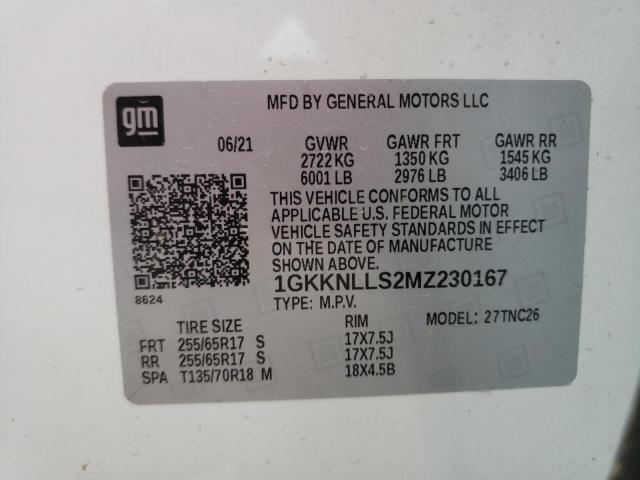 gm
MFD BY GENERAL MOTORS LLC
06/21 GVWR GAWR FRT GAWR RR
2722 KG 1350 KG 1545 KG
6001 LB 2976 LB 3406 LB
THIS VEHICLE CONFORMS TO ALL
APPLICABLE U.S. FEDERAL MOTOR
VEHICLE SAFETY STANDARDS IN EFFECT
ON THE DATE OF MANUFACTURE
SHOWN ABOVE.
1GKKNLLS2MZ230167
8624
TYPE: M.P.V.
TIRE SIZE RIM MODEL: 27TNC26
FRT 255/65R17 S 17X7.5J
RR 255/65R17 S 17X7.5J
SPA T135/70R18 M 18X4.5B